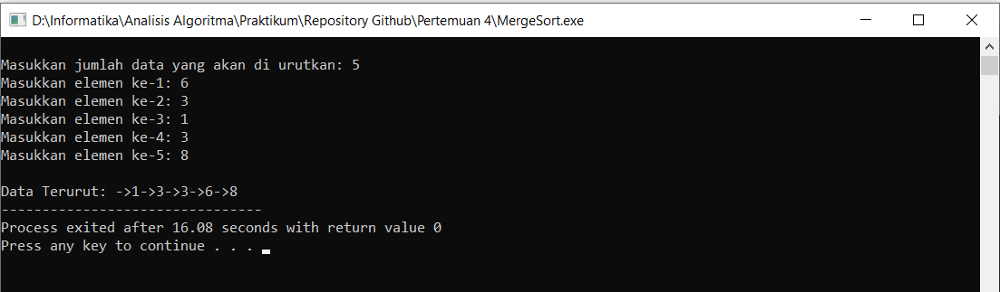 D:\Informatika\Analisis Algoritma\Praktikum\Repository Github\Pertemuan 4\MergeSort.exe
Masukkan jumlah data yang akan di urutkan: 5
Masukkan elemen ke-1: 6
Masukkan elemen ke-2: 3
Masukkan elemen ke-3: 1
Masukkan elemen ke-4: 3
Masukkan elemen ke-5: 8
Data Terurut: ->1->3->3->6->8
--------------------------------
Process exited after 16.08 seconds with return value 0
Press any key to continue . . .